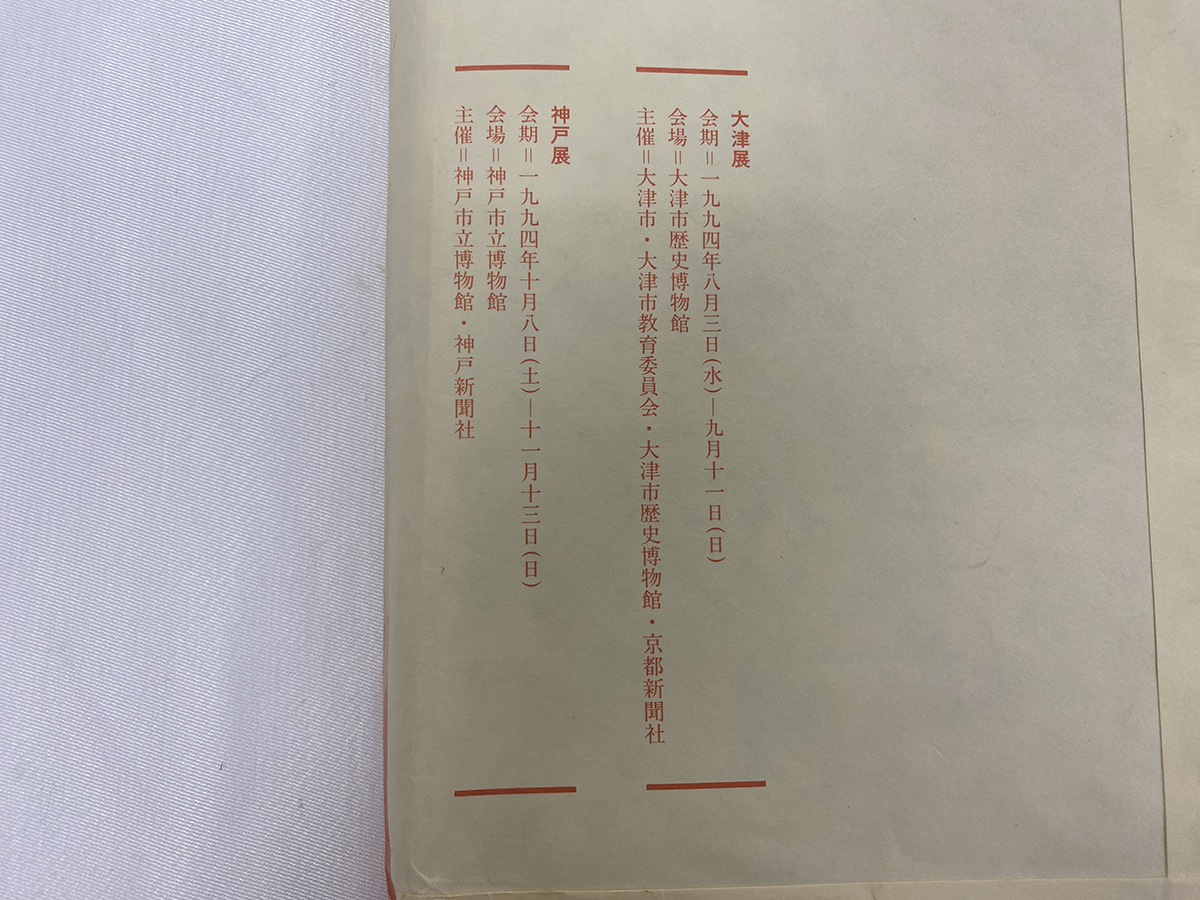 大津展
会期＝一九九四年八月三日（水）—九月十一日（日）
会場＝大津市歴史博物館
主催＝大津市・大津市教育委員会・大津市歴史博物館・京都新聞社
神戸展
会期＝一九九四年十月八日（土）—十一月十三日（日）
会場＝神戸市立博物館
主催＝神戸市立博物館・神戸新聞社